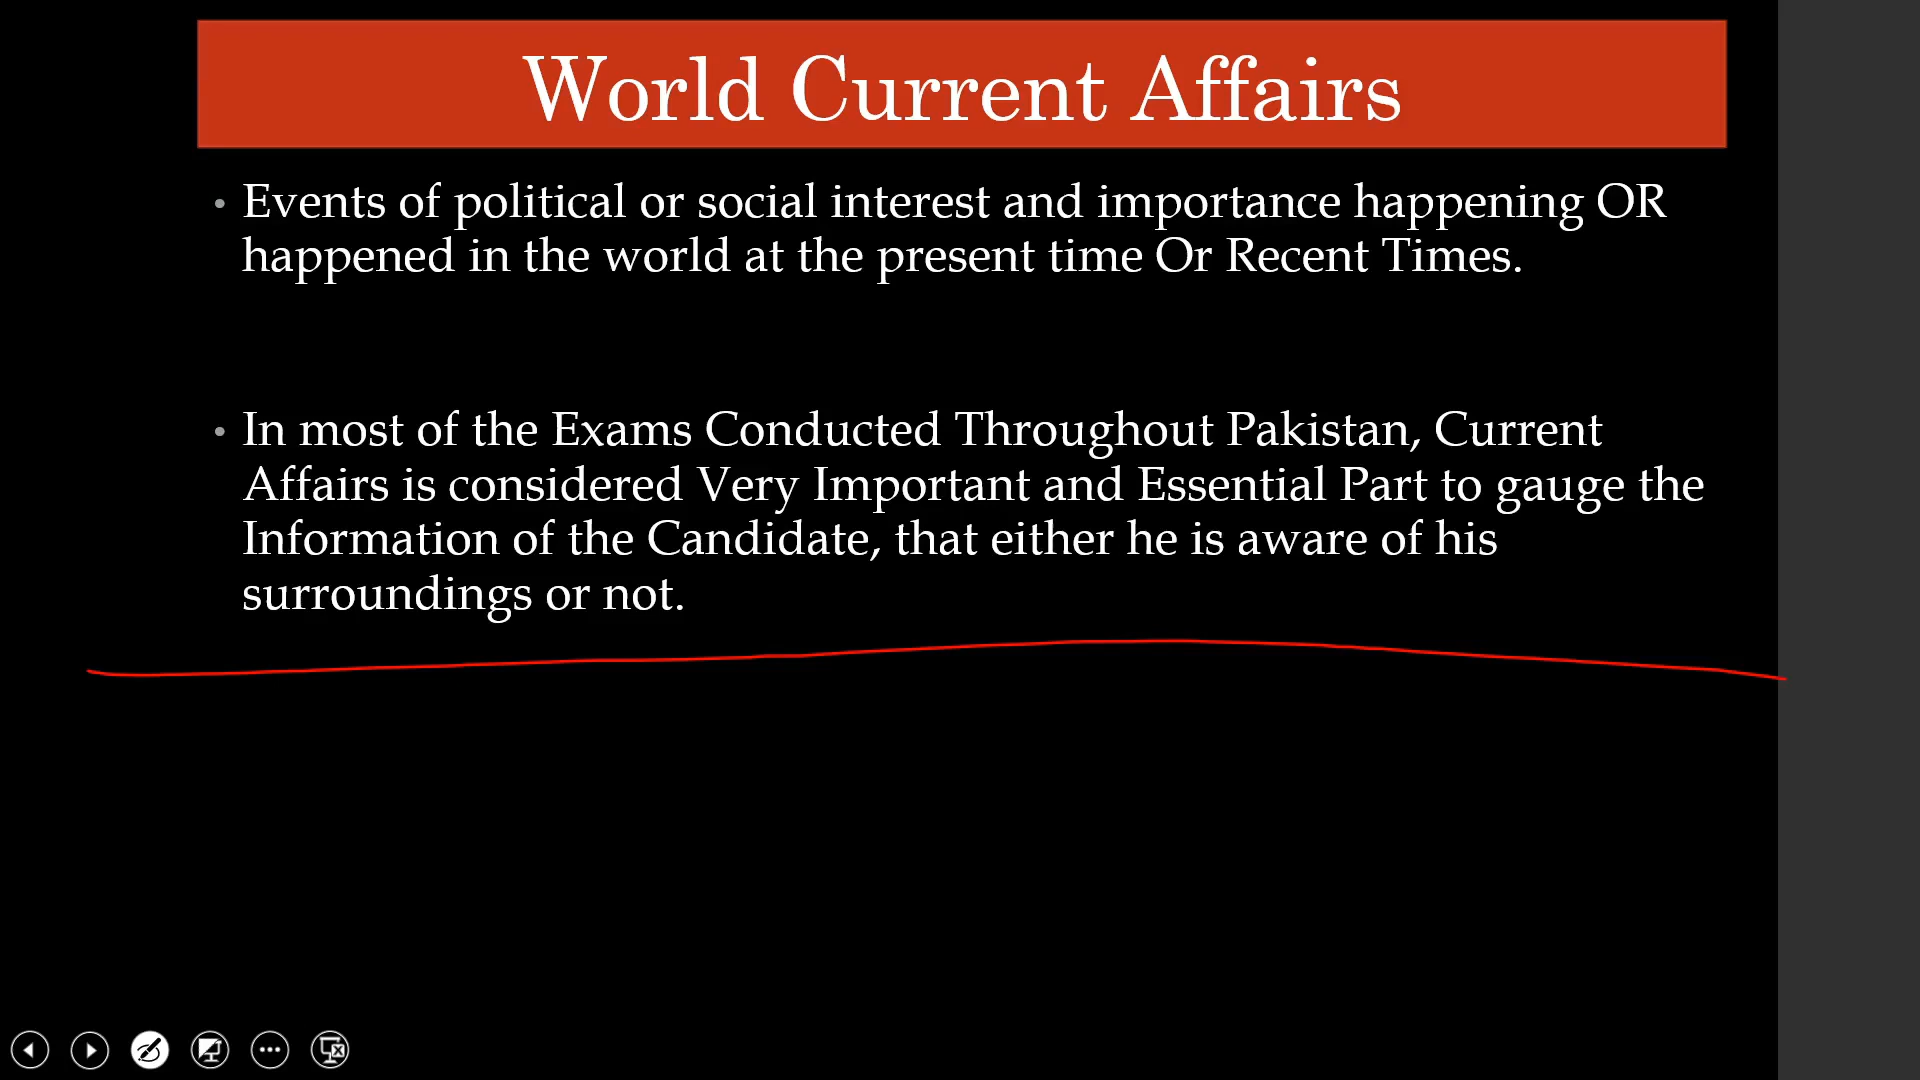 World Current Affairs
• Events of political or social interest and importance happening OR
happened in the world at the present time Or Recent Times.
• In most of the Exams Conducted Throughout Pakistan, Current
Affairs is considered Very Important and Essential Part to gauge the
Information of the Candidate, that either he is aware of his
surroundings or not.